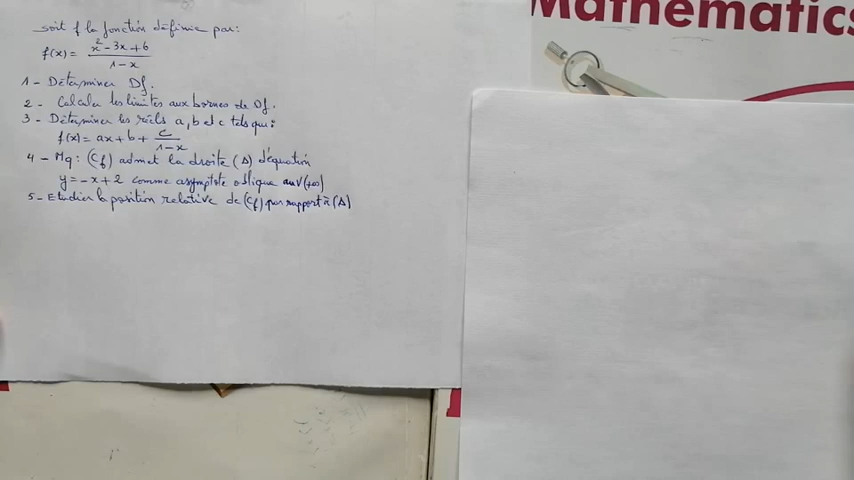 soit f la fonction définie par:
f(x) = x² - 3x + 6 / 1 - x
1 - Déterminer Df.
2 - Calculer les limites aux bornes de Df.
3 - Déterminer les réels a, b et c tels que:
f(x) = ax + b + c / 1 - x
4 - Mq: (Cf) admet la droite (Δ) d'équation
y = -x + 2 comme asymptote oblique au V(+∞)
5 - Etudier la position relative de (Cf) par rapport à (Δ)
Mathematics